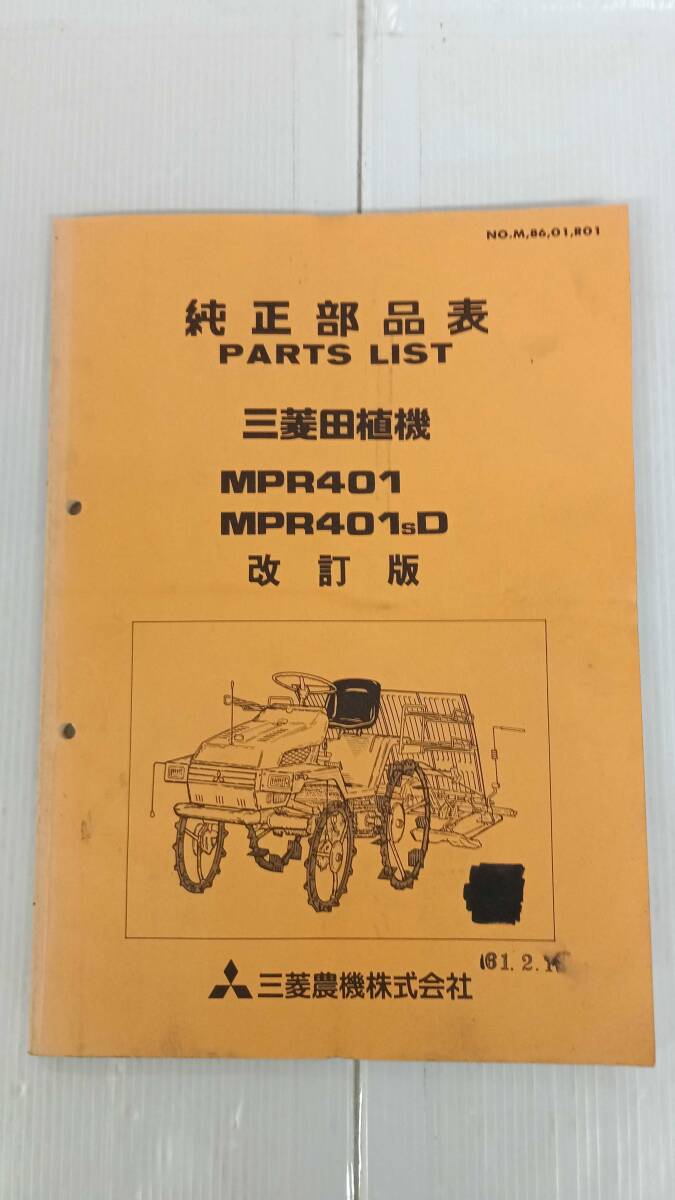 NO.M,86,01,R01
純正部品表
PARTS LIST
三菱田植機
MPR401
MPR401sD
改訂版
三菱農機株式会社
61.2.1